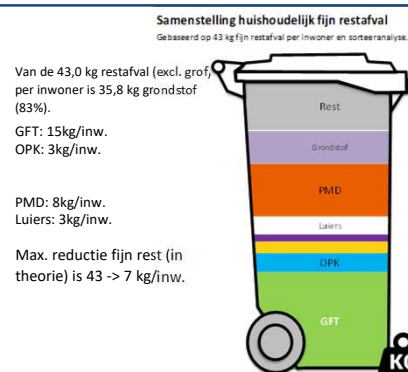 Samenstelling huishoudelijk fijn restafval
Gebaseerd op 43 kg fijn restafval per inwoner en sorteeranalyse.
Van de 43,0 kg restafval (excl. grof,
per inwoner is 35,8 kg grondstof
(83%).
GFT: 15kg/inw.
OPK: 3kg/inw.
PMD: 8kg/inw.
Luiers: 3kg/inw.
Max. reductie fijn rest (in
theorie) is 43 -> 7 kg/inw.
Rest
Grondstof
PMD
Luiers
OPK
GFT
KG